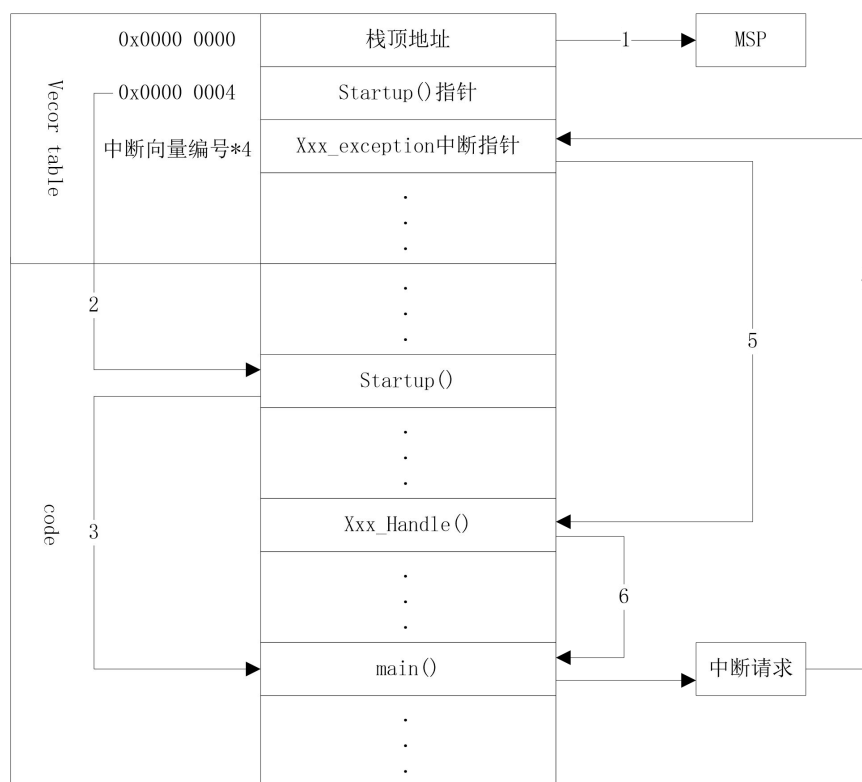 0x0000 0000
栈顶地址
1
MSP
0x0000 0004
Startup()指针
中断向量编号*4
Xxx_exception中断指针
Vecor table
2
5
Startup()
code
3
Xxx_Handle()
6
main()
中断请求